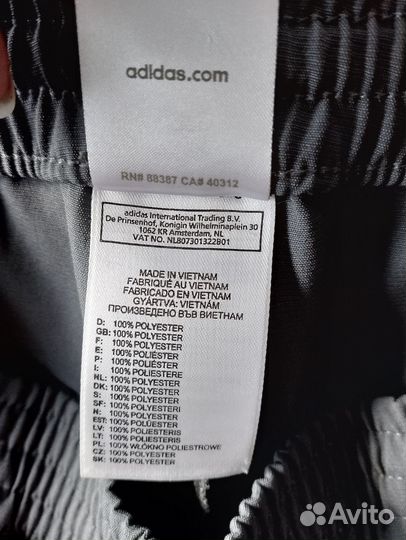 adidas.com
RN# 88387 CA# 40312
adidas International Trading B.V.
De Prinsenhof, Konigin Wilhelminaplein 30
1062 KR Amsterdam, NL
VAT NO. NL807301322B01
MADE IN VIETNAM
FABRIQUÉ AU VIETNAM
FABRICADO EN VIETNAM
GYÁRTVA: VIETNAM
ПРОИЗВЕДЕНО ВЪВ ВИЕТНАМ
D: 100% POLYESTER
GB: 100% POLYESTER
F: 100% POLYESTER
E: 100% POLIÉSTER
P: 100% POLIÉSTER
I: 100% POLIESTERE
NL: 100% POLYESTER
DK: 100% POLYESTER
S: 100% POLYESTER
SF: 100% POLYESTERI
N: 100% POLYESTER
EST: 100% POLÜESTER
LV: 100% POLIESTERIS
LT: 100% POLIESTERIS
PL: 100% WŁÓKNO POLIESTROWE
CZ: 100% POLYESTER
SK: 100% POLYESTER
Avito